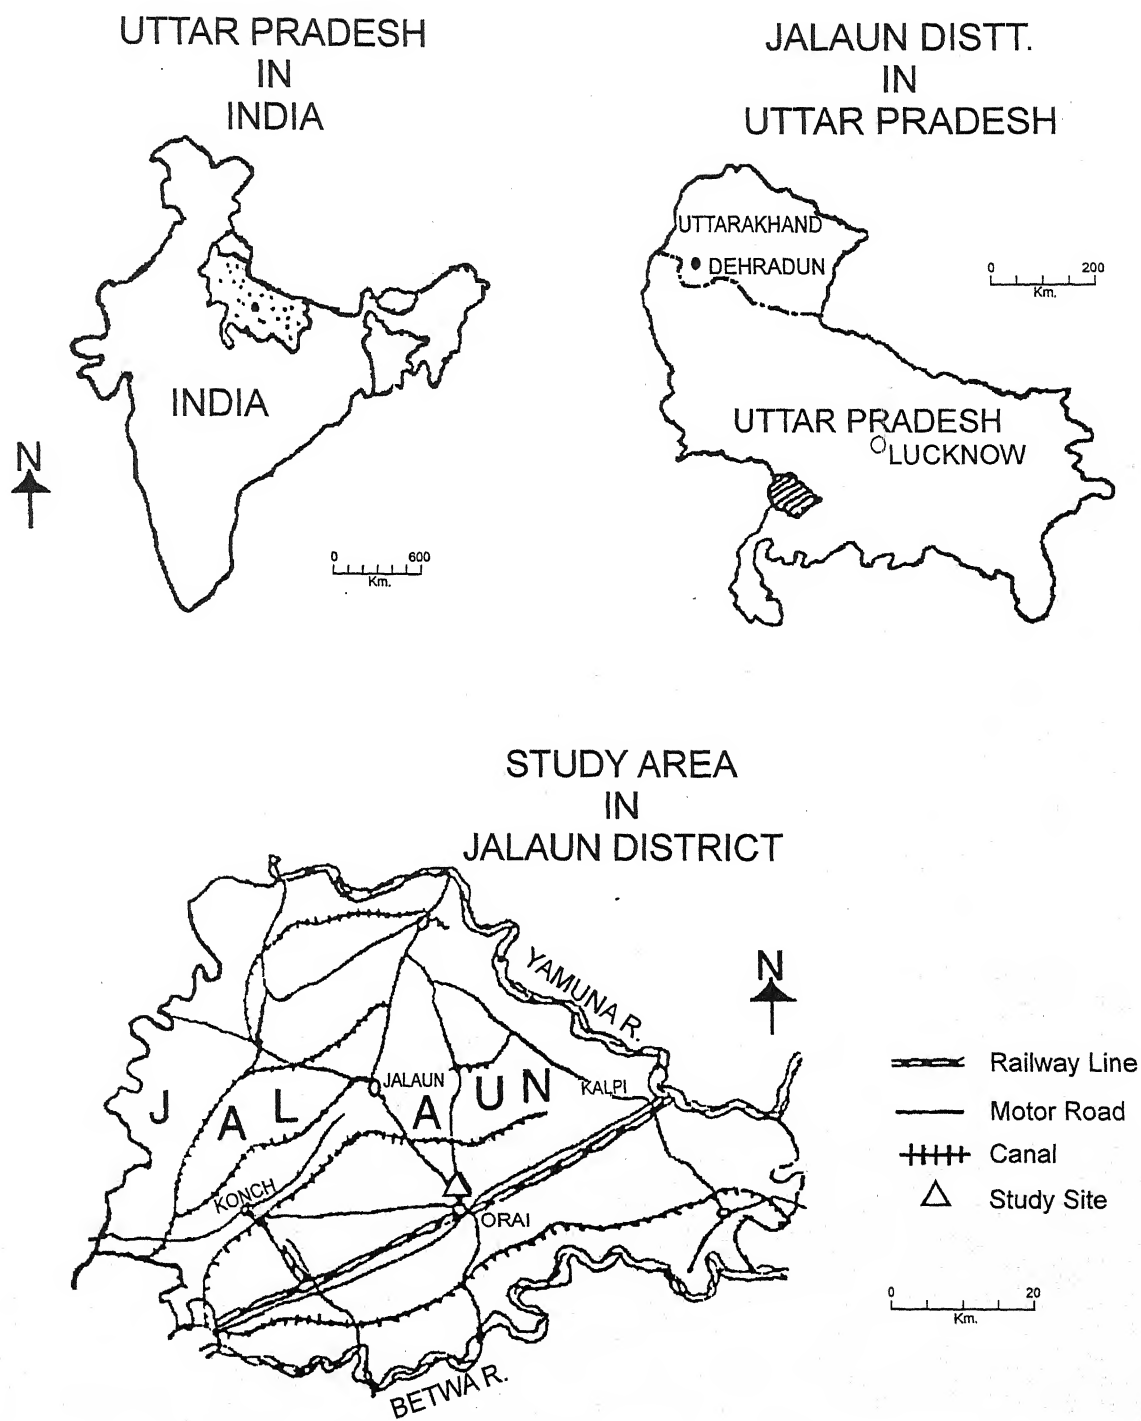 UTTAR PRADESH
IN
INDIA
INDIA
N
0 600
Km.
JALAUN DISTT.
IN
UTTAR PRADESH
UTTARAKHAND
DEHRADUN
0 200
Km.
UTTAR PRADESH
LUCKNOW
STUDY AREA
IN
JALAUN DISTRICT
YAMUNA R.
N
JALAUN
KALPI
JALAUN
KONCH
ORAI
BETWA R.
Railway Line
Motor Road
Canal
Study Site
0 20
Km.